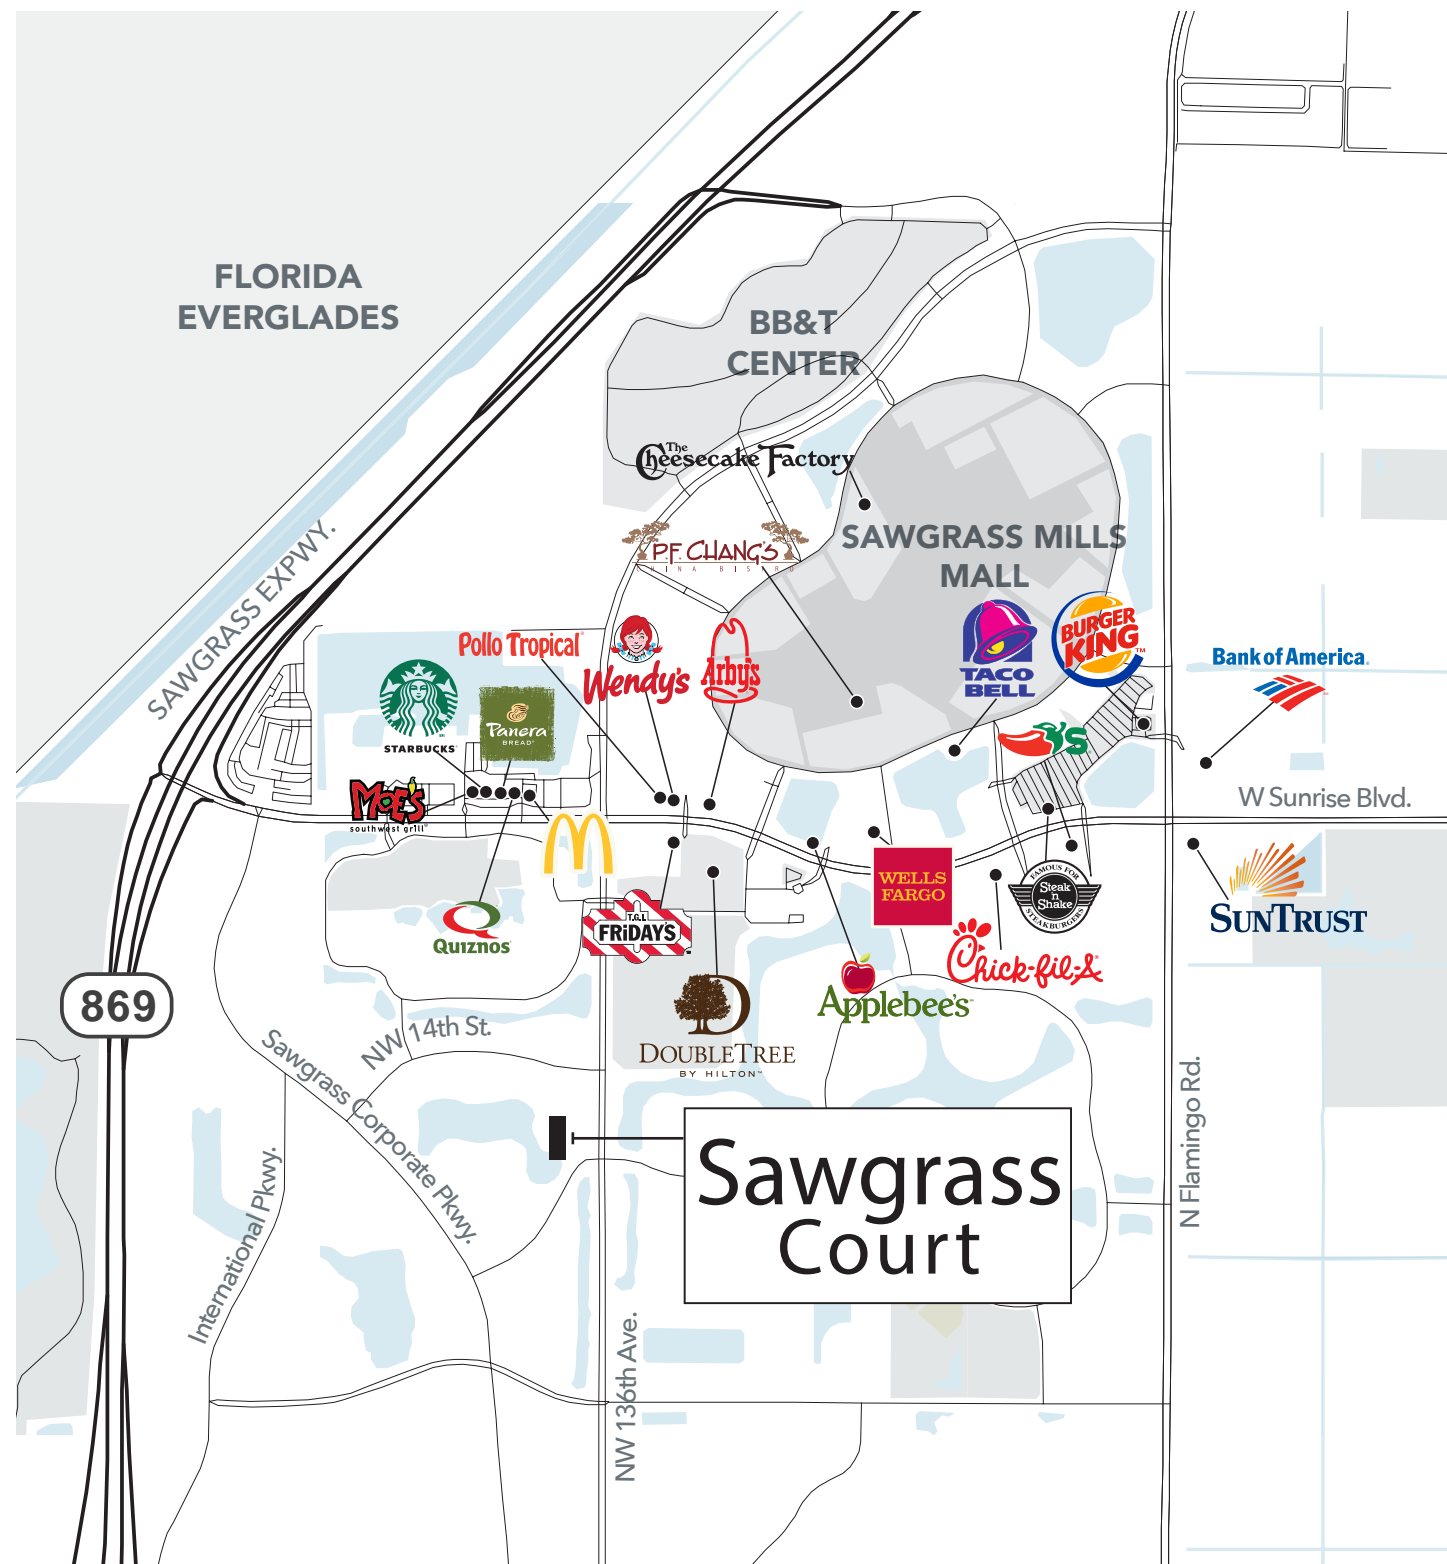 FLORIDA
EVERGLADES
BB&T
CENTER
The
Cheesecake Factory
P.F. CHANG'S
CHINA BISTRO
SAWGRASS MILLS
MALL
SAWGRASS EXPWY.
Pollo Tropical
Wendy's
Arby's
TACO
BELL
BURGER
KING™
Bank of America
STARBUCKS
Panera
BREAD
'S
MOE'S
southwest grill
W Sunrise Blvd.
WELLS
FARGO
FAMOUS FOR
Steak
n
Shake
STEAKBURGERS
SUNTRUST
QUIZNOS
T.G.I.
FRiDAY'S
Chick-fil-A
Applebee's
869
DOUBLETREE
BY HILTON™
NW 14th St.
Sawgrass Corporate Pkwy.
International Pkwy.
Sawgrass
Court
N Flamingo Rd.
NW 136th Ave.